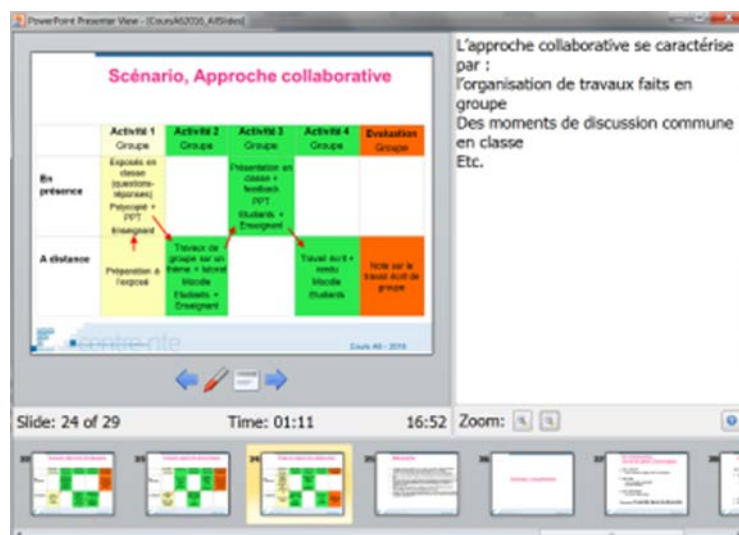 PowerPoint Presenter View - [CoursA62016_AllSlides]
Scénario, Approche collaborative
Activité 1
Groupe
Activité 2
Groupe
Activité 3
Groupe
Activité 4
Groupe
Evaluation
Groupe
En
présence
Exposés en
classe
(questions-
réponses)
Polycopié +
PPT
Enseignant
Présentation en
classe +
feedback
PPT
Etudiants +
Enseignant
A distance
Préparation à
l'exposé
Travaux de
groupe sur un
thème + tutorat
Moodle
Etudiants +
Enseignant
Travail écrit +
rendu
Moodle
Etudiants
Note sur le
travail écrit de
groupe
centre-nte
Cours A6 - 2016
L'approche collaborative se caractérise
par :
l'organisation de travaux faits en
groupe
Des moments de discussion commune
en classe
Etc.
Slide: 24 of 29
Time: 01:11
16:52
Zoom: